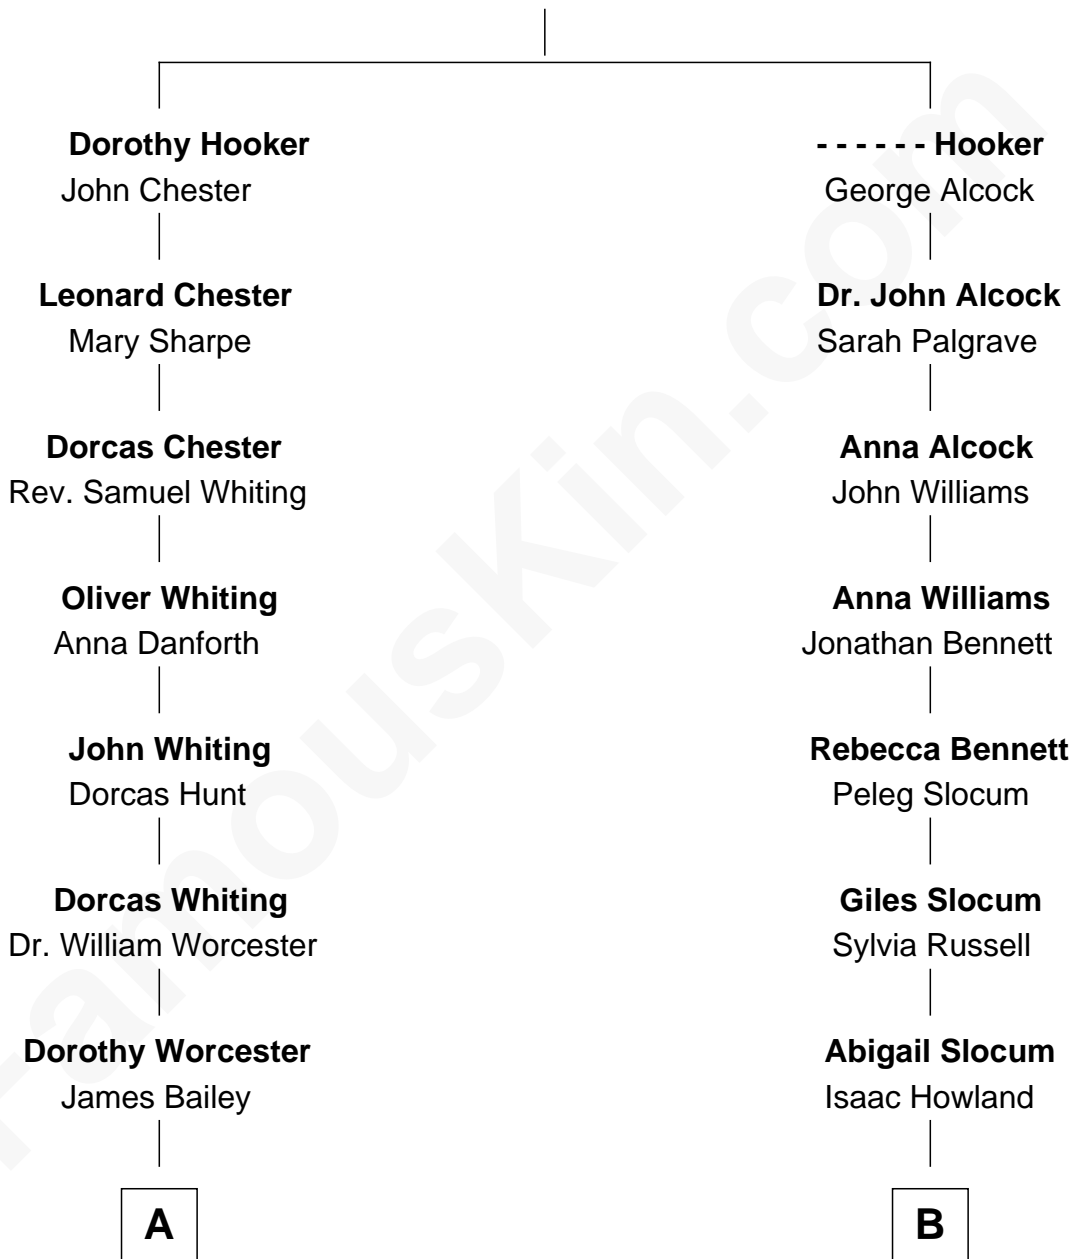 Dorothy Hooker
John Chester
Leonard Chester
Mary Sharpe
Dorcas Chester
Rev. Samuel Whiting
Oliver Whiting
Anna Danforth
John Whiting
Dorcas Hunt
Dorcas Whiting
Dr. William Worcester
Dorothy Worcester
James Bailey
A
- - - - - - Hooker
George Alcock
Dr. John Alcock
Sarah Palgrave
Anna Alcock
John Williams
Anna Williams
Jonathan Bennett
Rebecca Bennett
Peleg Slocum
Giles Slocum
Sylvia Russell
Abigail Slocum
Isaac Howland
B
FamousKin.com